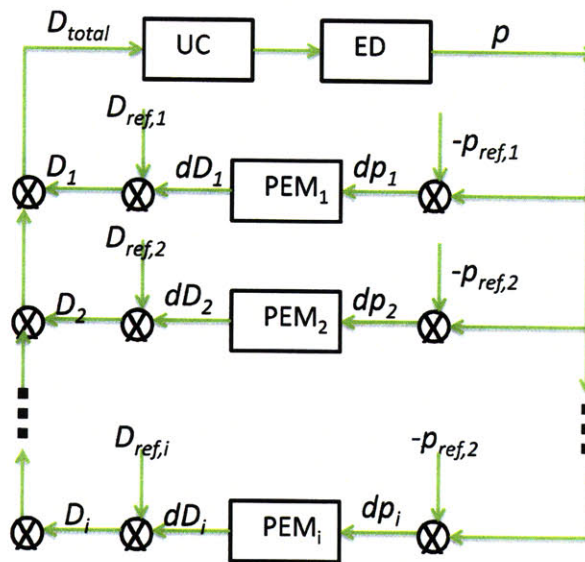 D_total UC ED p
D_ref,1 -p_ref,1
D_1 dD_1 PEM_1 dp_1
D_ref,2 -p_ref,2
D_2 dD_2 PEM_2 dp_2
D_ref,i -p_ref,2
D_i dD_i PEM_i dp_i